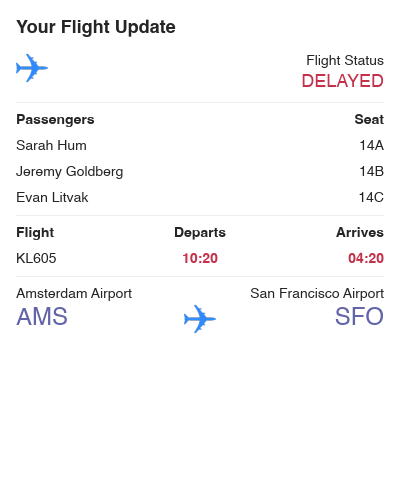 Your Flight Update
Flight Status
DELAYED
Passengers Seat
Sarah Hum 14A
Jeremy Goldberg 14B
Evan Litvak 14C
Flight Departs Arrives
KL605 10:20 04:20
Amsterdam Airport San Francisco Airport
AMS SFO